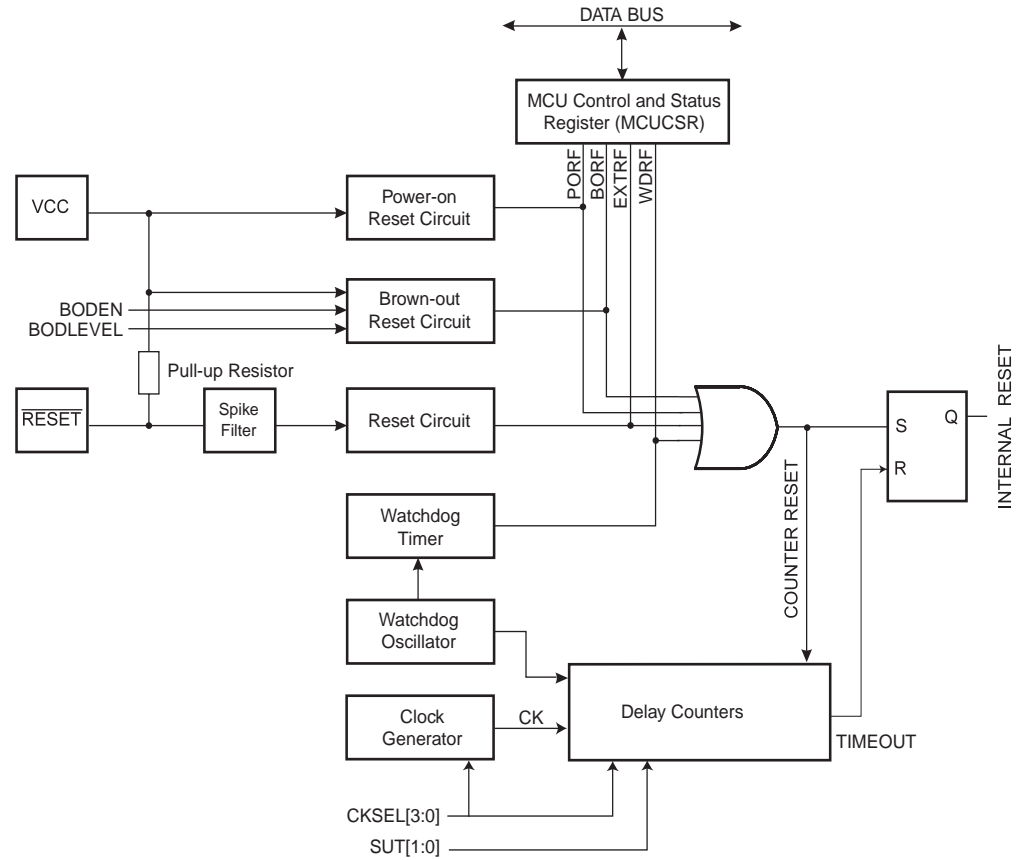 DATA BUS
MCU Control and Status
Register (MCUCSR)
PORF
BORF
EXTRF
WDRF
VCC
Power-on
Reset Circuit
BODEN
BODLEVEL
Brown-out
Reset Circuit
Pull-up Resistor
RESET
Spike
Filter
Reset Circuit
S
Q
R
INTERNAL RESET
Watchdog
Timer
COUNTER RESET
Watchdog
Oscillator
Clock
Generator
CK
Delay Counters
TIMEOUT
CKSEL[3:0]
SUT[1:0]